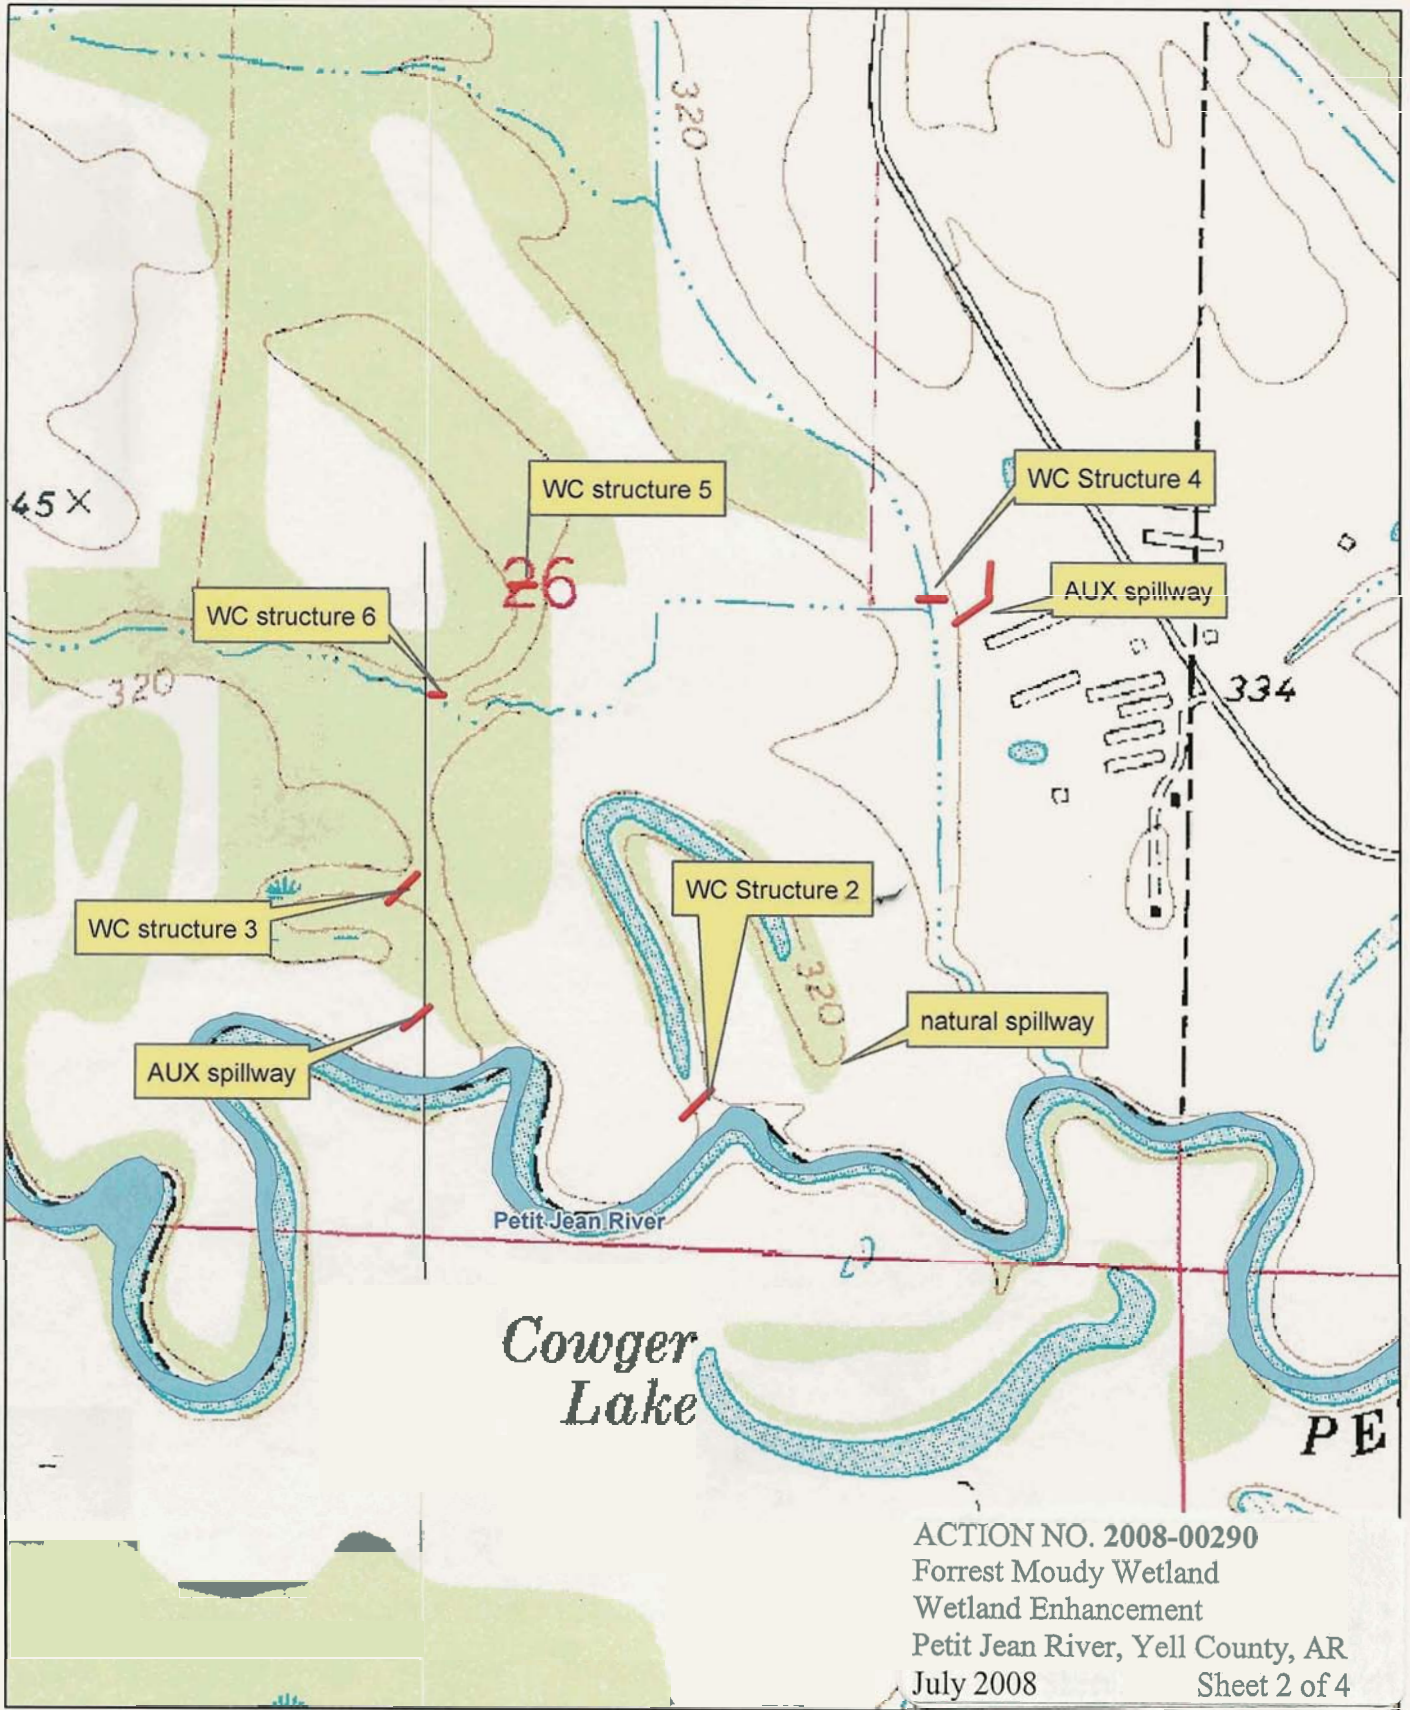 320
WC structure 5
WC Structure 4
45
26
AUX spillway
WC structure 6
320
334
WC Structure 2
WC structure 3
320
natural spillway
AUX spillway
Petit Jean River
Cowger
Lake
PE
ACTION NO. 2008-00290
Forrest Moudy Wetland
Wetland Enhancement
Petit Jean River, Yell County, AR
July 2008 Sheet 2 of 4